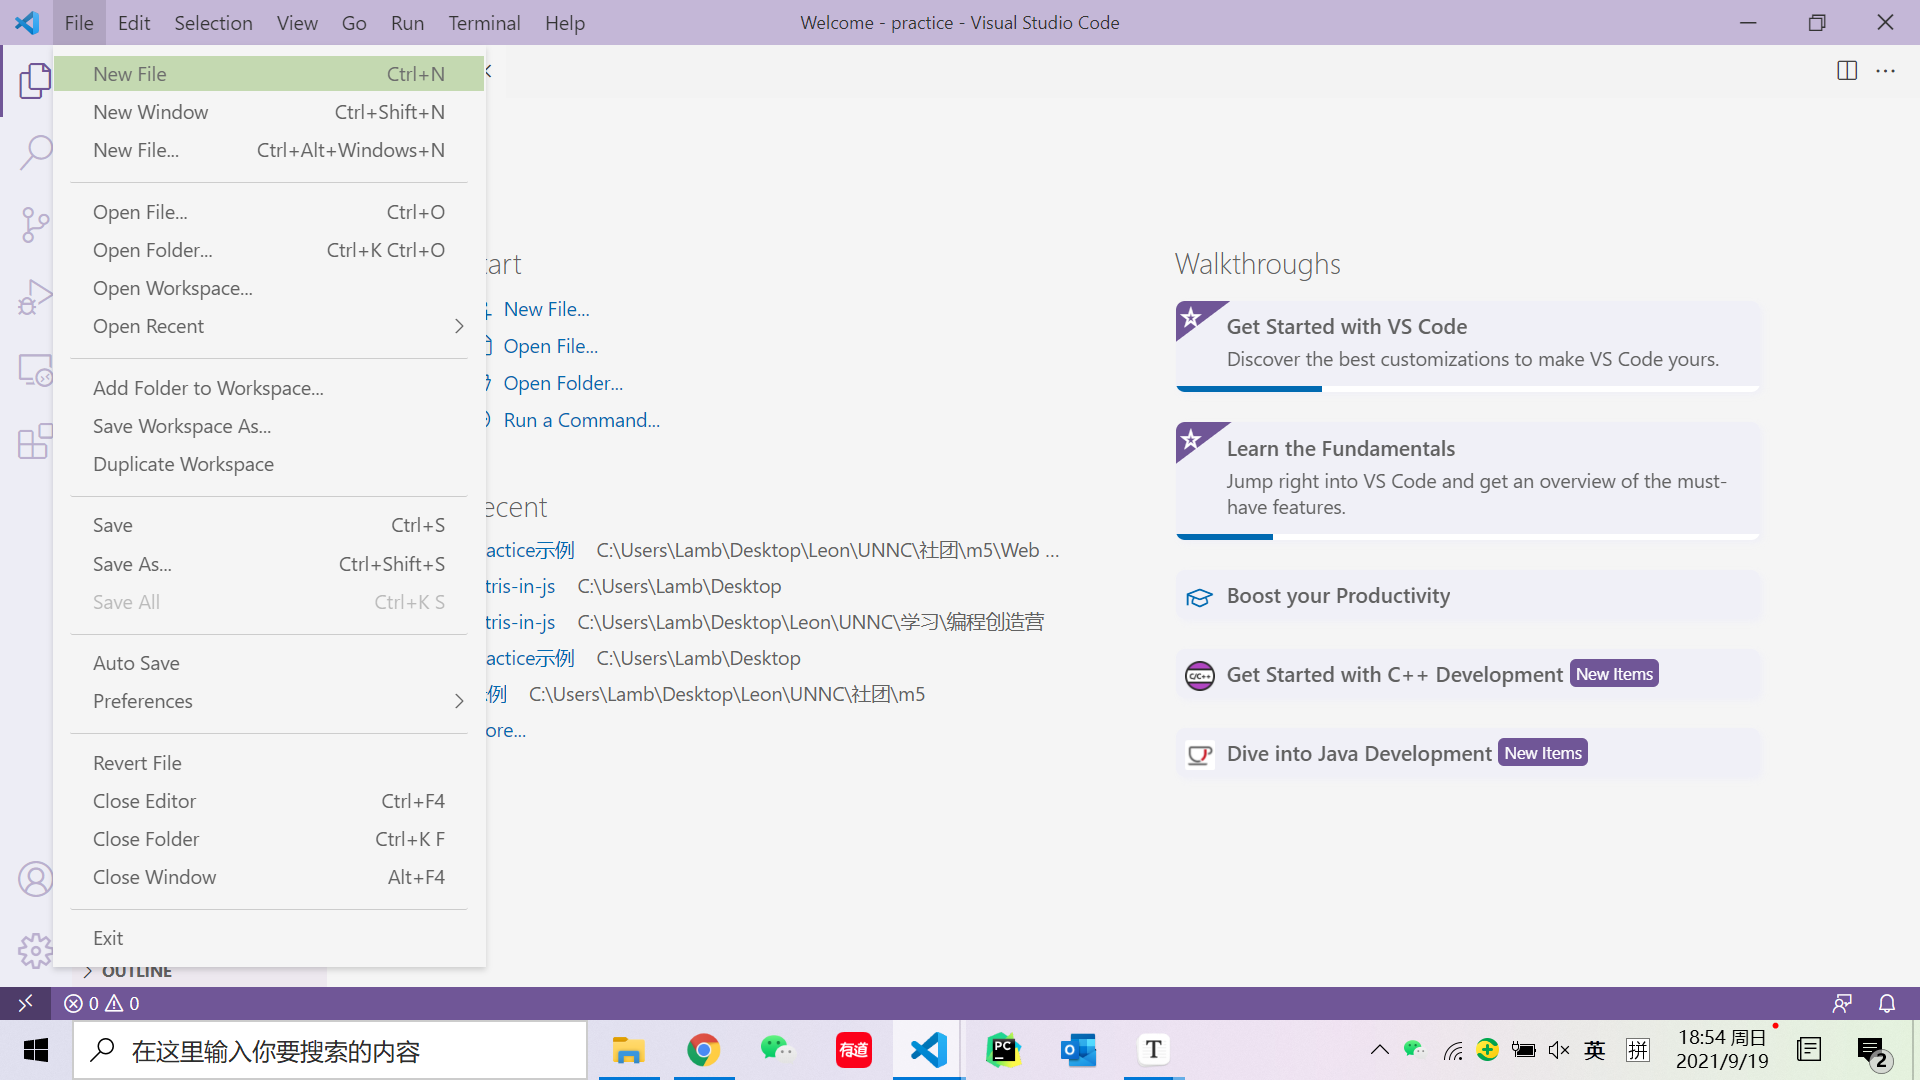 File Edit Selection View Go Run Terminal Help Welcome - practice - Visual Studio Code
New File Ctrl+N
New Window Ctrl+Shift+N
New File... Ctrl+Alt+Windows+N
Open File... Ctrl+O
Open Folder... Ctrl+K Ctrl+O
Open Workspace...
Open Recent
Add Folder to Workspace...
Save Workspace As...
Duplicate Workspace
Save Ctrl+S
Save As... Ctrl+Shift+S
Save All Ctrl+K S
Auto Save
Preferences
Revert File
Close Editor Ctrl+F4
Close Folder Ctrl+K F
Close Window Alt+F4
Exit
OUTLINE
tart
New File...
Open File...
Open Folder...
Run a Command...
ecent
actice示例 C:\Users\Lamb\Desktop\Leon\UNNC\社团\m5\Web ...
tris-in-js C:\Users\Lamb\Desktop
tris-in-js C:\Users\Lamb\Desktop\Leon\UNNC\学习\编程创造营
actice示例 C:\Users\Lamb\Desktop
例 C:\Users\Lamb\Desktop\Leon\UNNC\社团\m5
ore...
Walkthroughs
Get Started with VS Code
Discover the best customizations to make VS Code yours.
Learn the Fundamentals
Jump right into VS Code and get an overview of the must-
have features.
Boost your Productivity
C/C++ Get Started with C++ Development New Items
Dive into Java Development New Items
0 0
在这里输入你要搜索的内容
有道
PC
T
英
拼
18:54 周日
2021/9/19
2